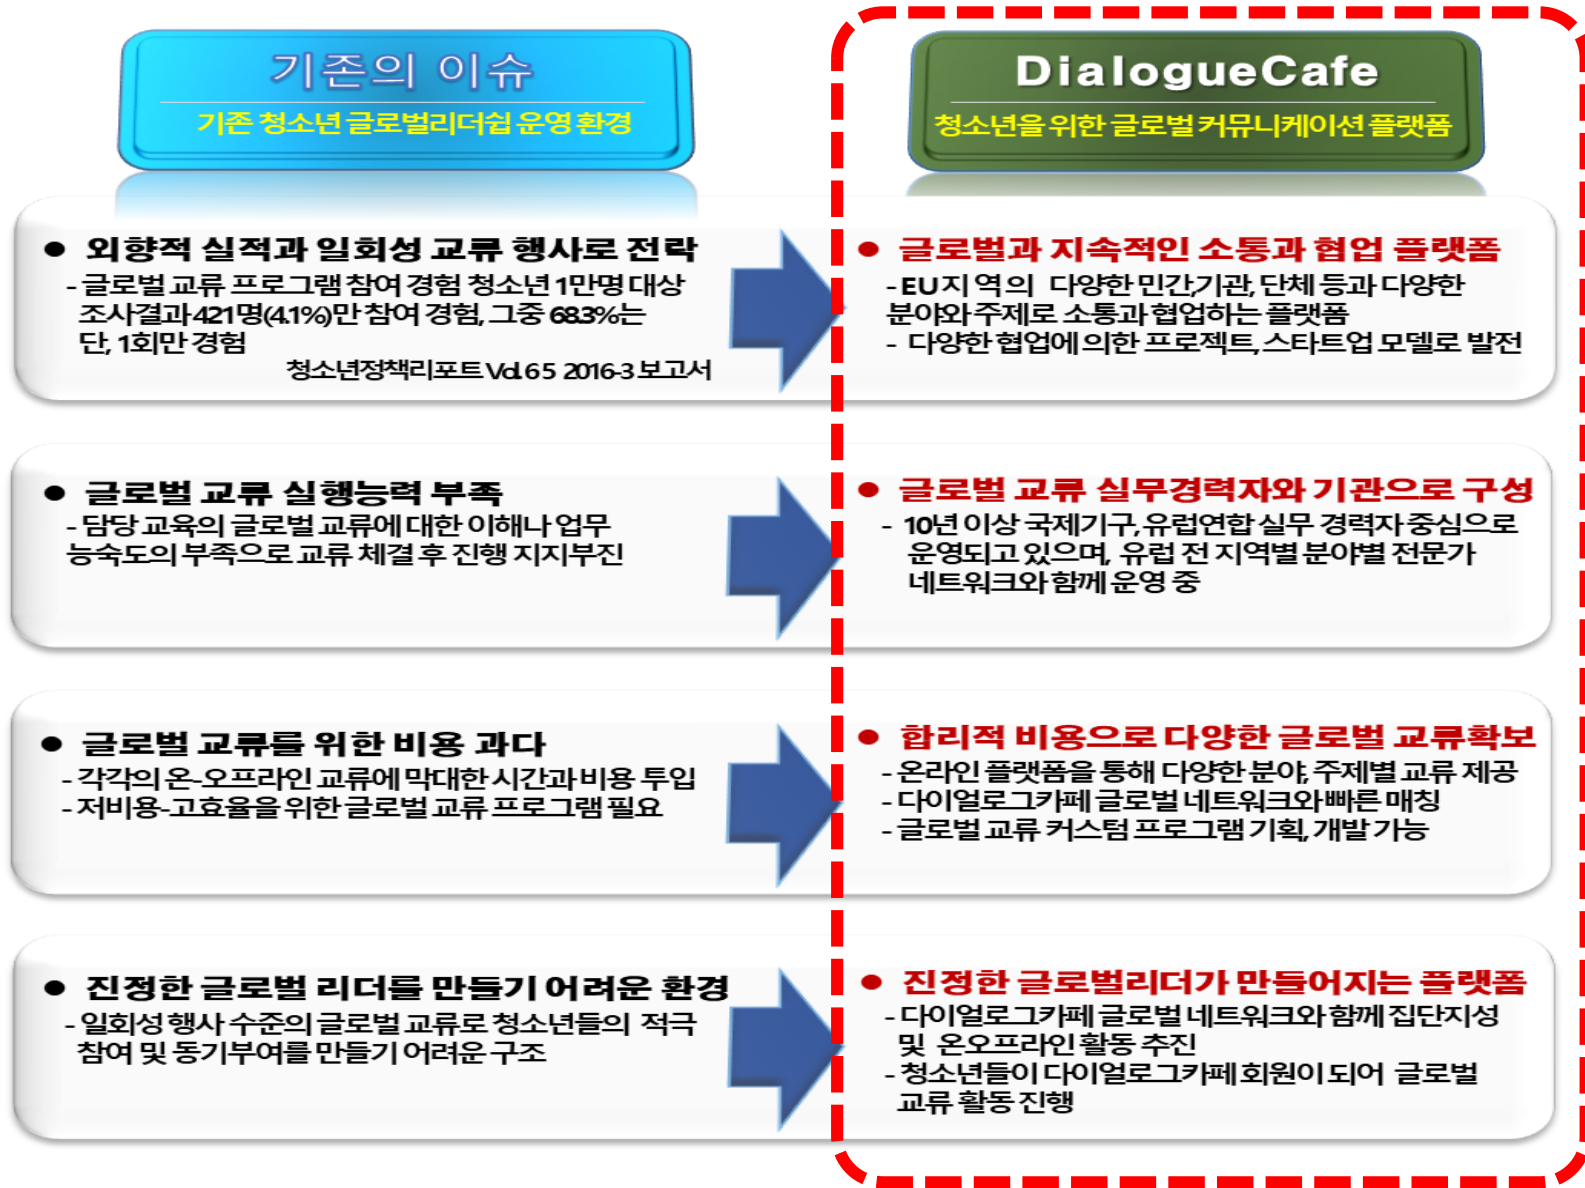 기존의 이슈
기존 청소년 글로벌리더쉽 운영 환경
DialogueCafe
청소년을 위한 글로벌 커뮤니케이션 플랫폼
● 외향적 실적과 일회성 교류 행사로 전락
- 글로벌 교류 프로그램 참여 경험 청소년 1만명 대상
조사결과 421명(4.1%)만 참여 경험, 그중 68.3%는
단, 1회만 경험
청소년정책리포트 Vol.65 2016-3 보고서
● 글로벌과 지속적인 소통과 협업 플랫폼
- EU지 역의 다양한 민간,기관, 단체 등과 다양한
분야와 주제로 소통과 협업하는 플랫폼
- 다양한 협업에 의한 프로젝트, 스타트업 모델로 발전
● 글로벌 교류 실행능력 부족
- 담당 교육의 글로벌 교류에 대한 이해나 업무
능숙도의 부족으로 교류 체결 후 진행 지지부진
● 글로벌 교류 실무경력자와 기관으로 구성
- 10년 이상 국제기구, 유럽연합 실무 경력자 중심으로
운영되고 있으며, 유럽 전 지역별 분야별 전문가
네트워크와 함께 운영 중
● 글로벌 교류를 위한 비용 과다
- 각각의 온-오프라인 교류에 막대한 시간과 비용 투입
- 저비용-고효율을 위한 글로벌 교류 프로그램 필요
● 합리적 비용으로 다양한 글로벌 교류확보
- 온라인 플랫폼을 통해 다양한 분야, 주제별 교류 제공
- 다이얼로그카페 글로벌 네트워크와 빠른 매칭
- 글로벌 교류 커스텀 프로그램 기획, 개발 가능
● 진정한 글로벌 리더를 만들기 어려운 환경
- 일회성 행사 수준의 글로벌 교류로 청소년들의 적극
참여 및 동기부여를 만들기 어려운 구조
● 진정한 글로벌리더가 만들어지는 플랫폼
- 다이얼로그카페 글로벌 네트워크와 함께 집단지성
및 온오프라인 활동 추진
- 청소년들이 다이얼로그카페 회원이 되어 글로벌
교류 활동 진행